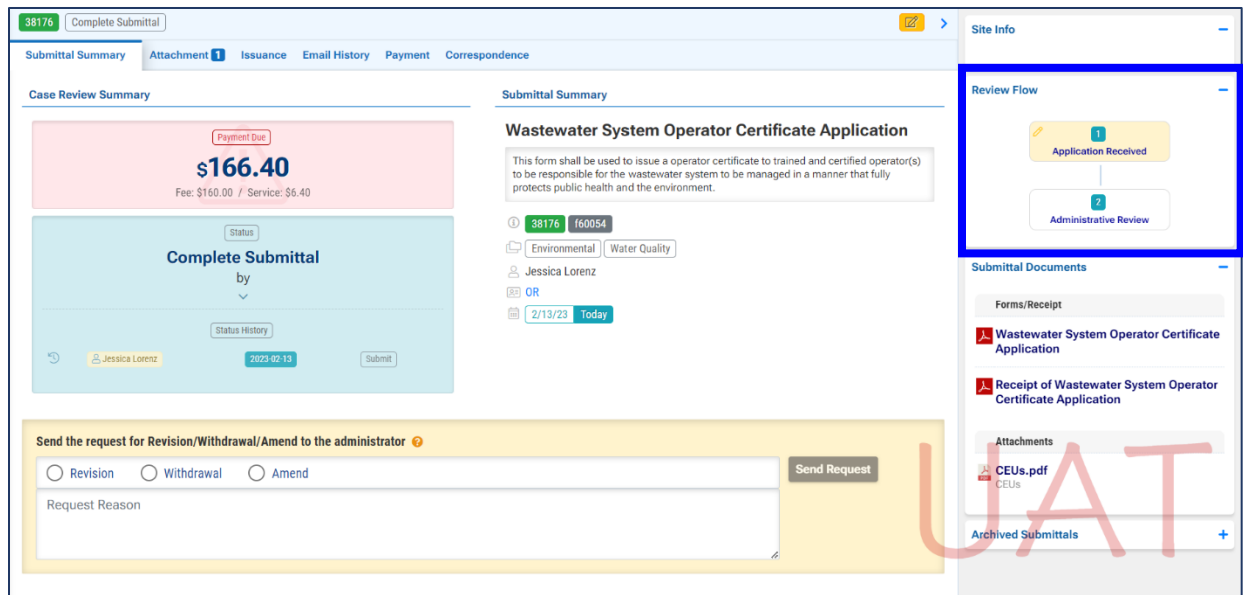 38176 Complete Submittal
Submittal Summary Attachment 1 Issuance Email History Payment Correspondence
Case Review Summary
Payment Due
$166.40
Fee: $160.00 / Service: $6.40
Status
Complete Submittal
by
Status History
Jessica Lorenz 2023-02-13 Submit
Submittal Summary
Wastewater System Operator Certificate Application
This form shall be used to issue a operator certificate to trained and certified operator(s)
to be responsible for the wastewater system to be managed in a manner that fully
protects public health and the environment.
38176 f60054
Environmental Water Quality
Jessica Lorenz
OR
2/13/23 Today
Send the request for Revision/Withdrawal/Amend to the administrator
Revision Withdrawal Amend
Send Request
Request Reason
Site Info
Review Flow
1
Application Received
2
Administrative Review
Submittal Documents
Forms/Receipt
Wastewater System Operator Certificate
Application
Receipt of Wastewater System Operator
Certificate Application
Attachments
CEUs.pdf
CEUs
Archived Submittals
UAT